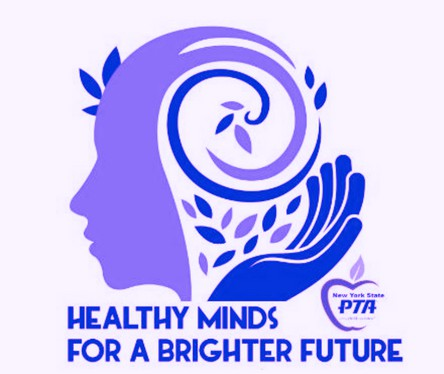 New York State
PTA
HEALTHY MINDS
FOR A BRIGHTER FUTURE